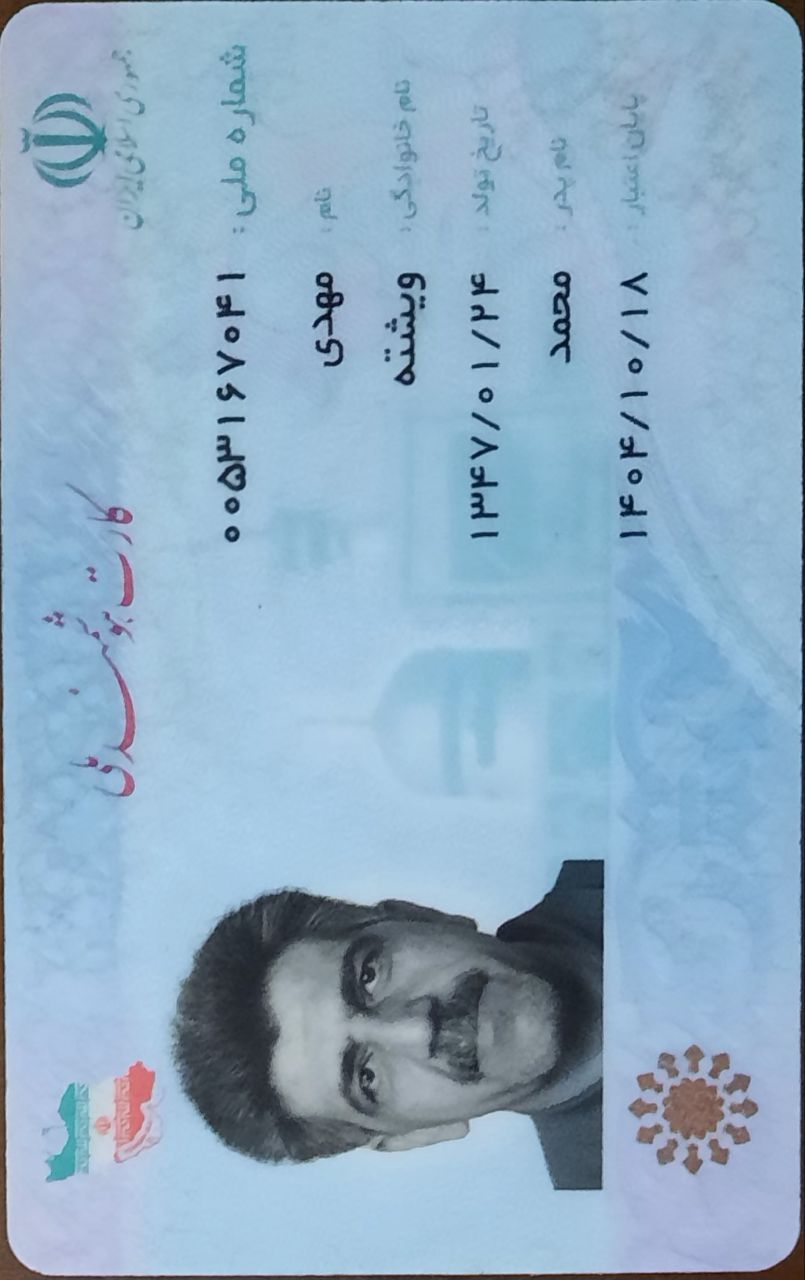 جمهوری اسلامی ایران
کارت هوشمند ملی
شماره ملی : ۰۰۵۳۱۶۷۰۴۱
نام : مهدی
نام خانوادگی : ویشته
تاریخ تولد : ۱۳۴۷/۰۱/۲۴
نام پدر : محمد
پایان اعتبار : ۱۴۰۴/۱۰/۱۸